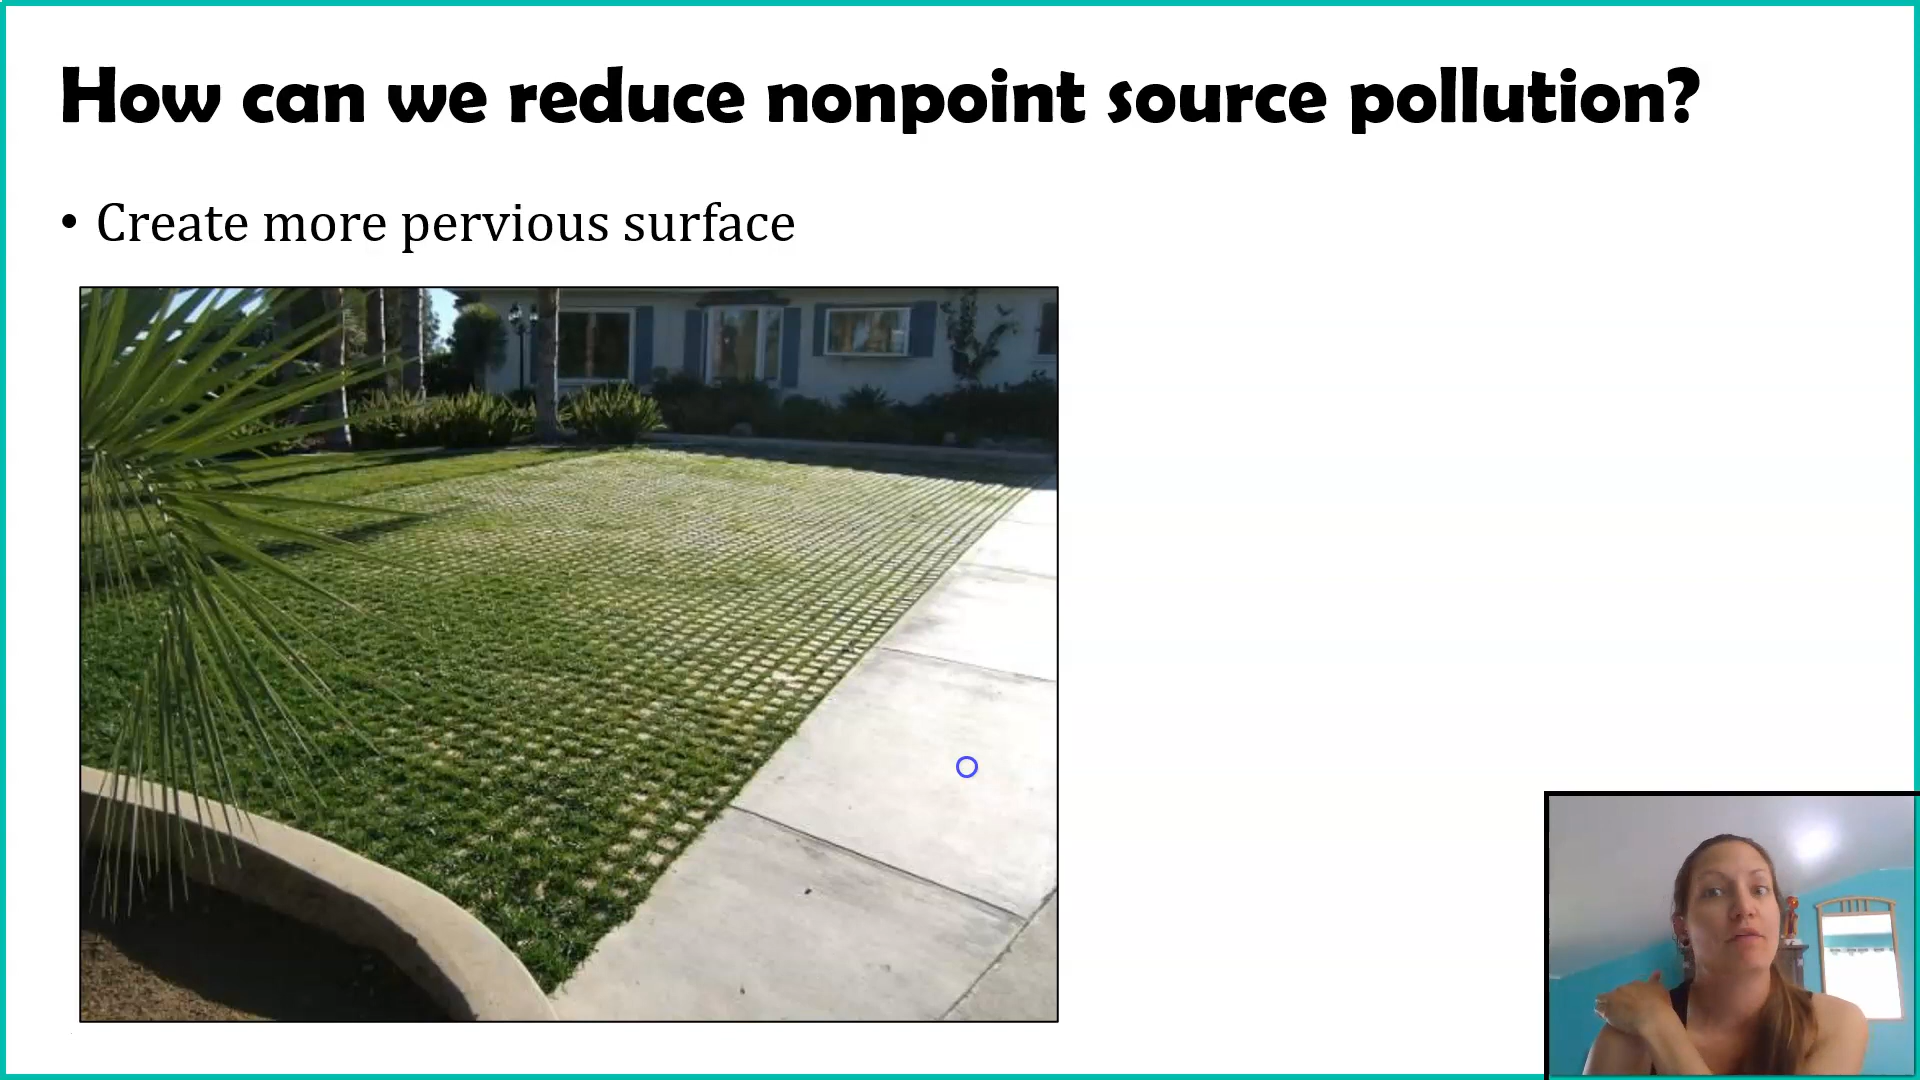 How can we reduce nonpoint source pollution?
• Create more pervious surface